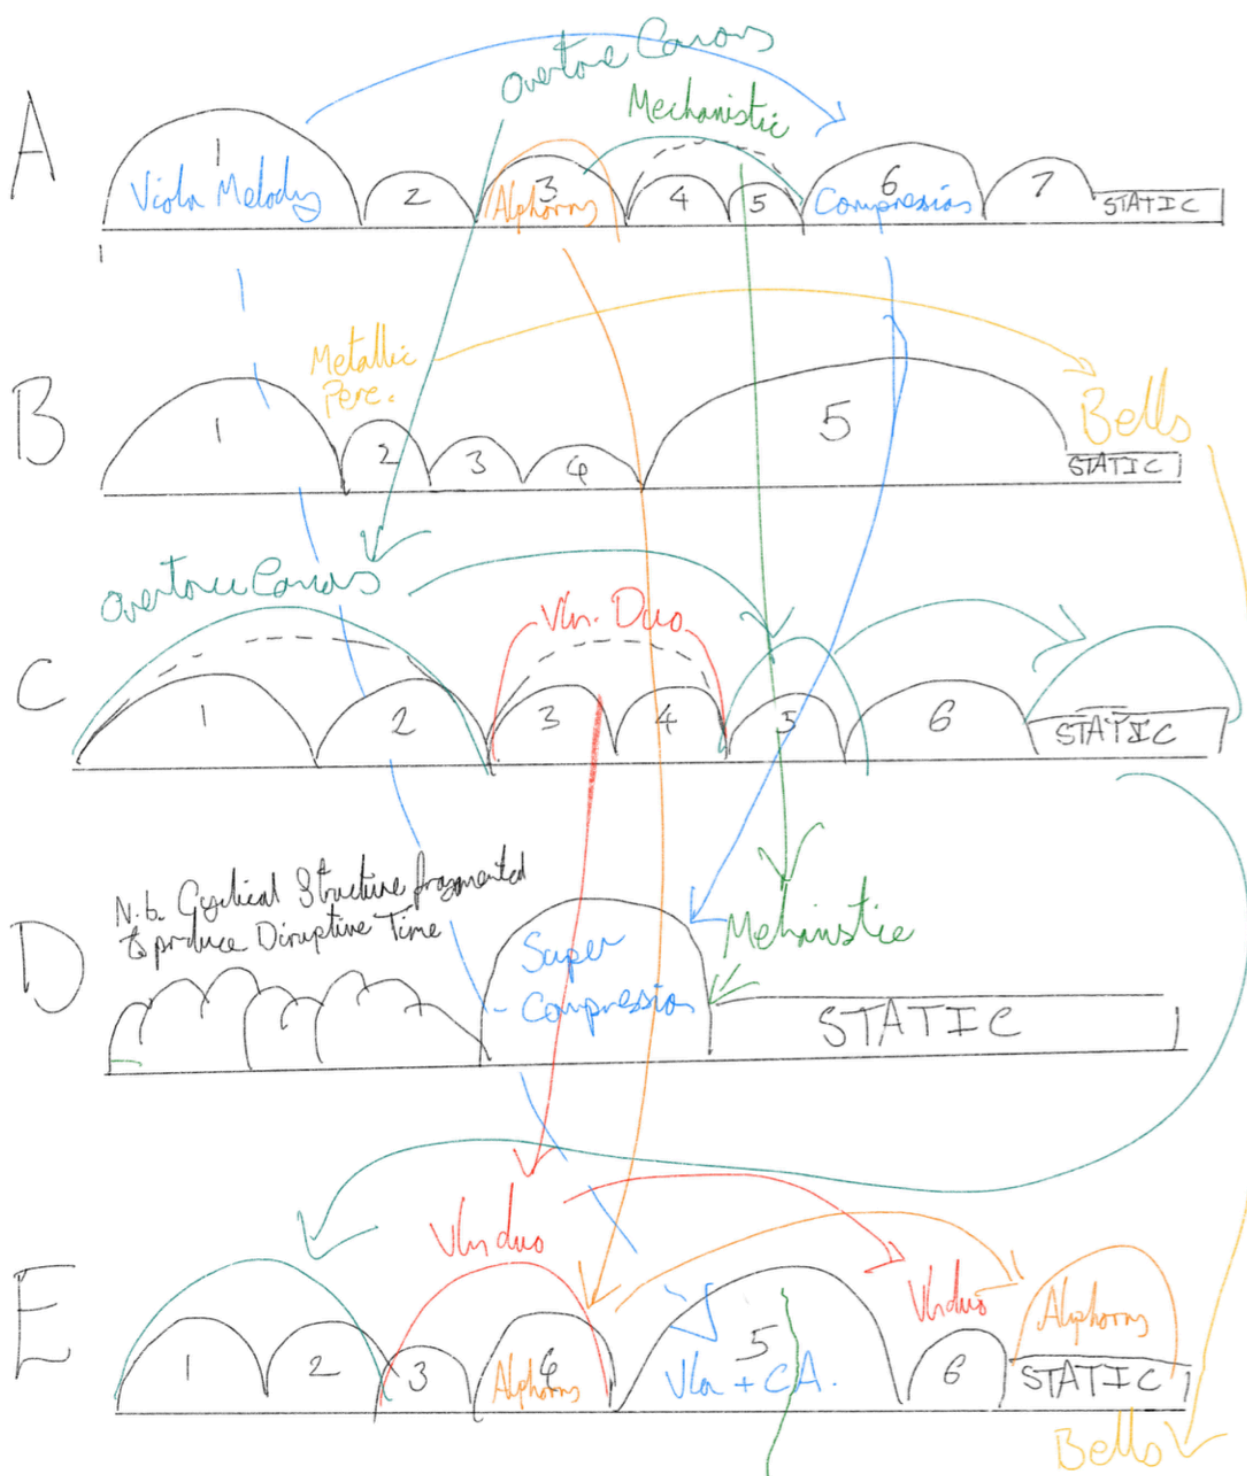 Overtone Canons
Mechanistic
A
1
Viola Melody
2
3
Alphorns
4
5
6
Compression
7
STATIC
1
Metallic
Perc.
B
1
2
3
4
5
Bells
STATIC
Overtone Canons
Vln. Duo
C
1
2
3
4
5
6
STATIC
N.b. Cyclical Structure fragmented
to produce Disruptive Time
D
Super
Compression
Mechanistic
STATIC
Vln duo
E
1
2
3
4
Alphorns
5
Vla + C.A.
Vln duo
6
Alphorns
STATIC
Bells